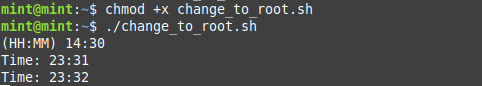 mint@mint:~$ chmod +x change_to_root.sh
mint@mint:~$ ./change_to_root.sh
(HH:MM) 14:30
Time: 23:31
Time: 23:32